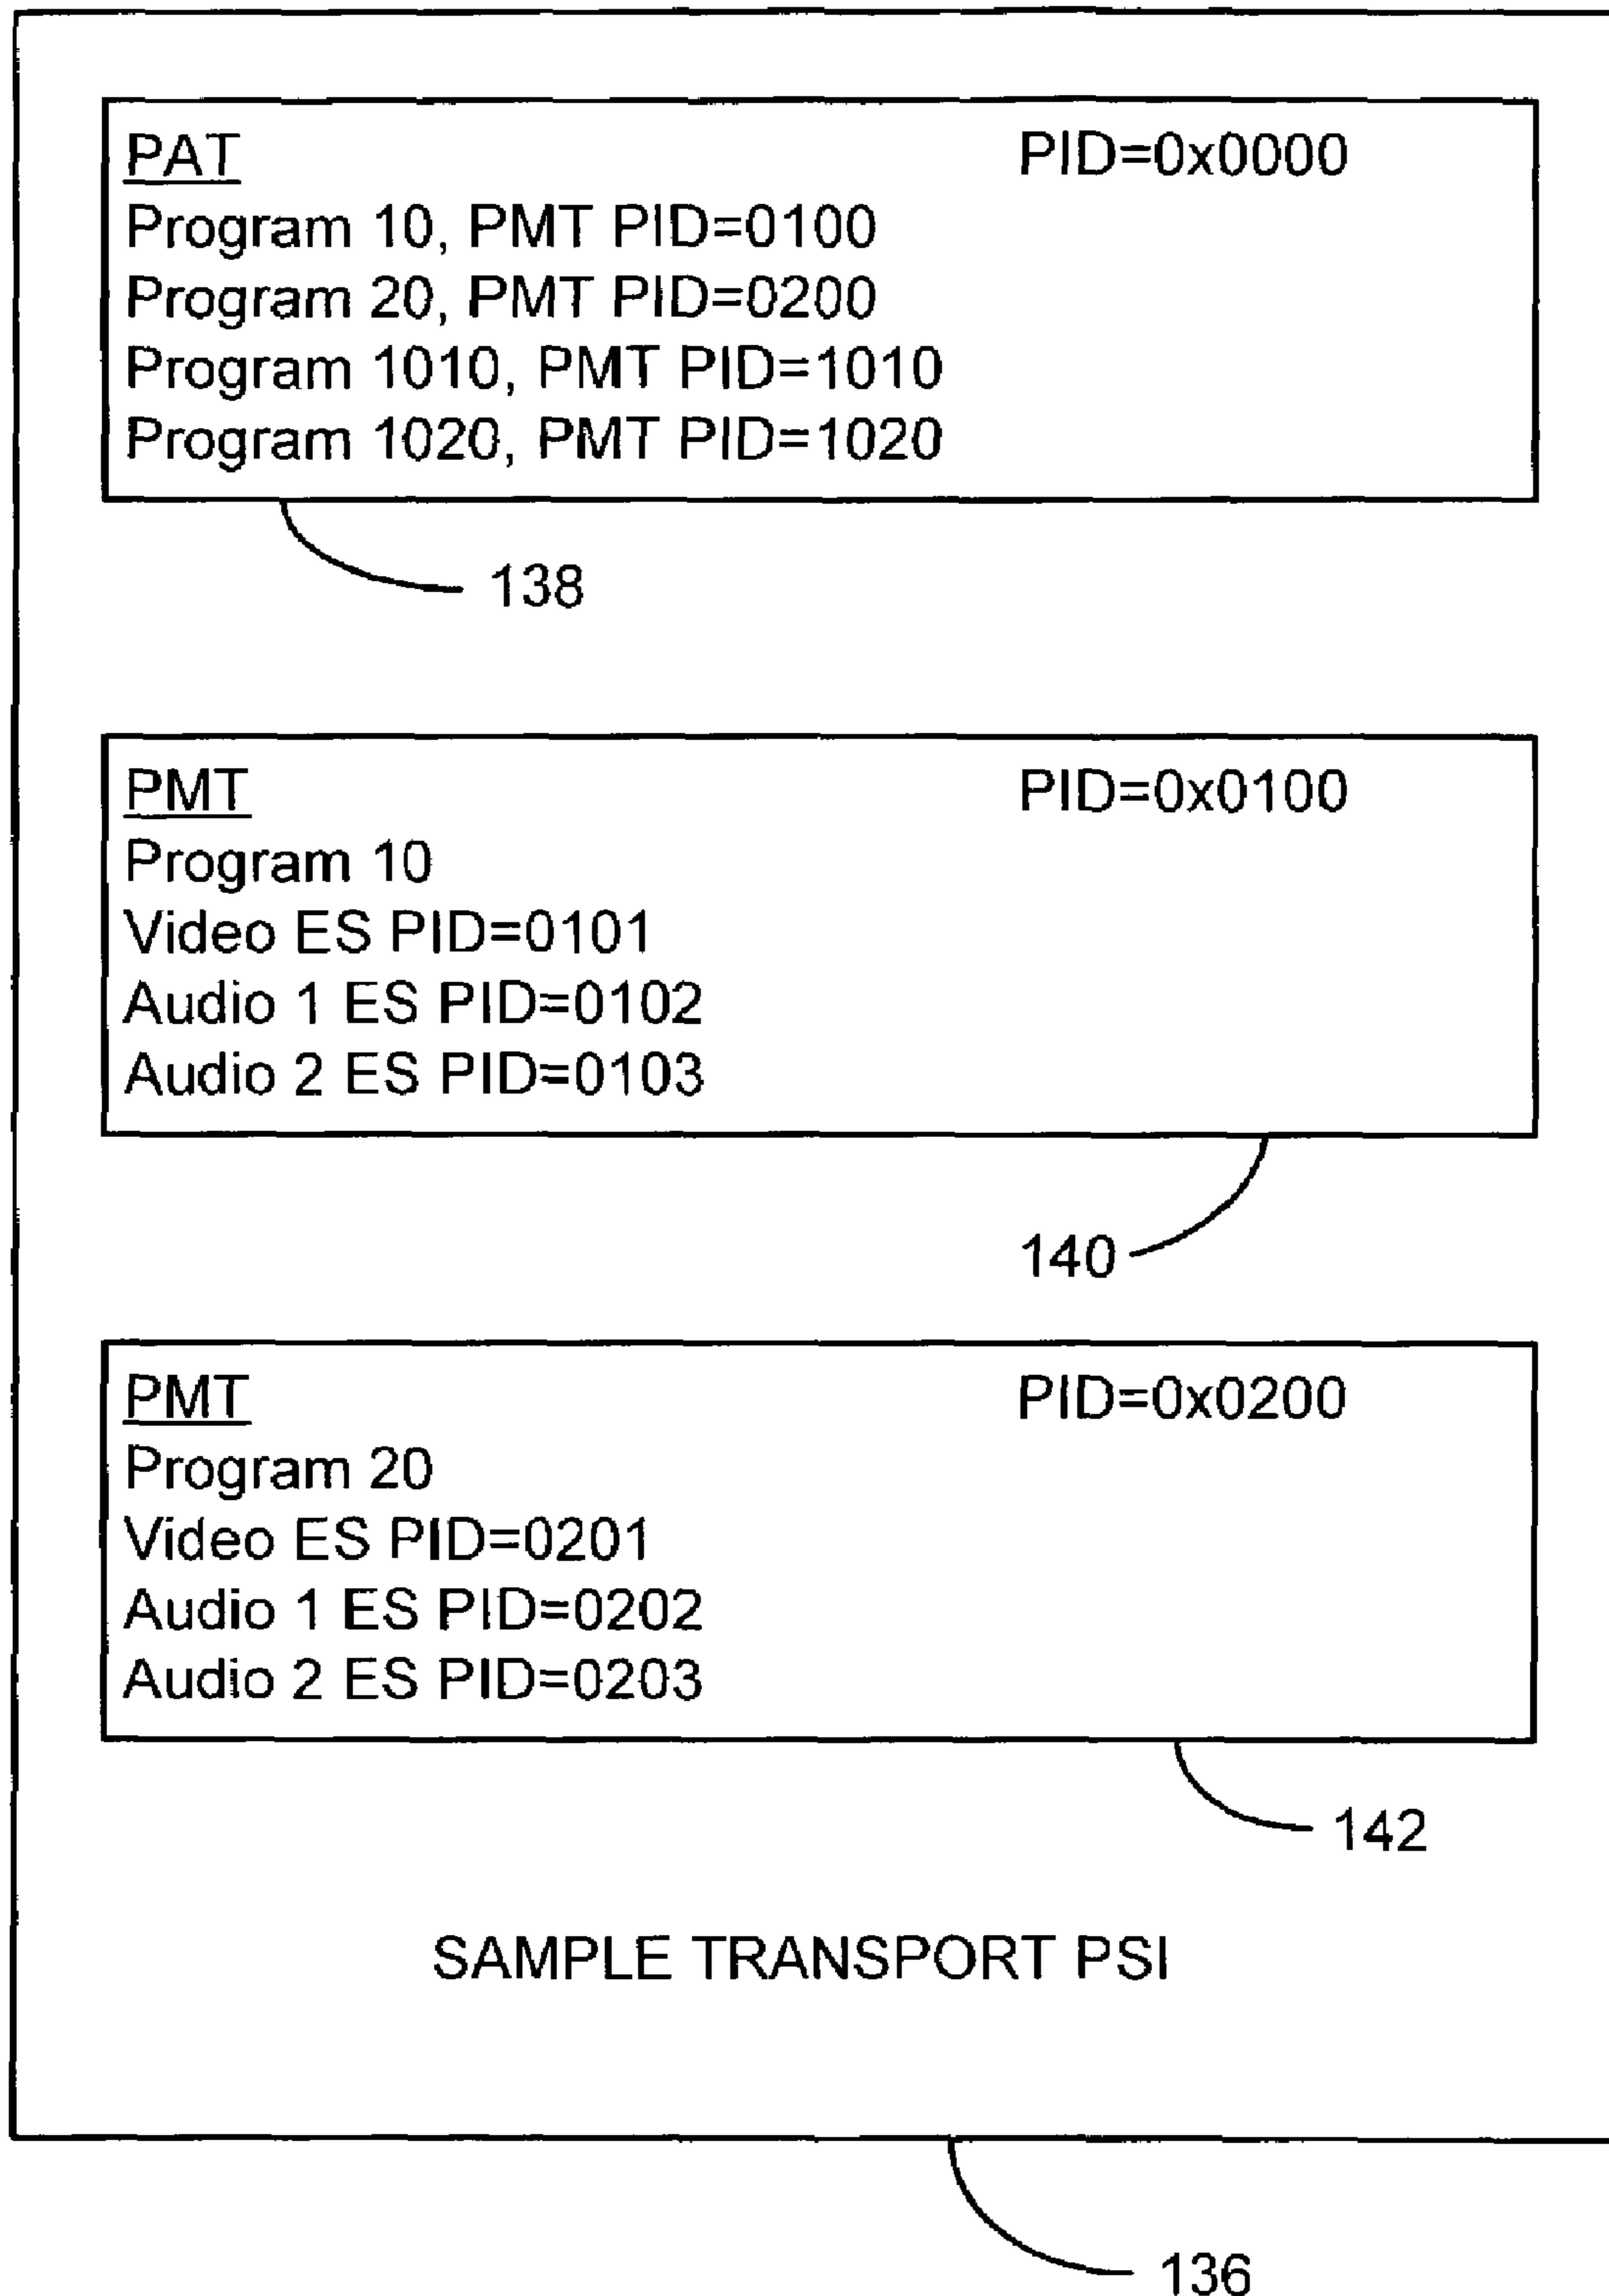 PAT PID=0x0000
Program 10, PMT PID=0100
Program 20, PMT PID=0200
Program 1010, PMT PID=1010
Program 1020, PMT PID=1020
138
PMT PID=0x0100
Program 10
Video ES PID=0101
Audio 1 ES PID=0102
Audio 2 ES PID=0103
140
PMT PID=0x0200
Program 20
Video ES PID=0201
Audio 1 ES PID=0202
Audio 2 ES PID=0203
142
SAMPLE TRANSPORT PSI
136